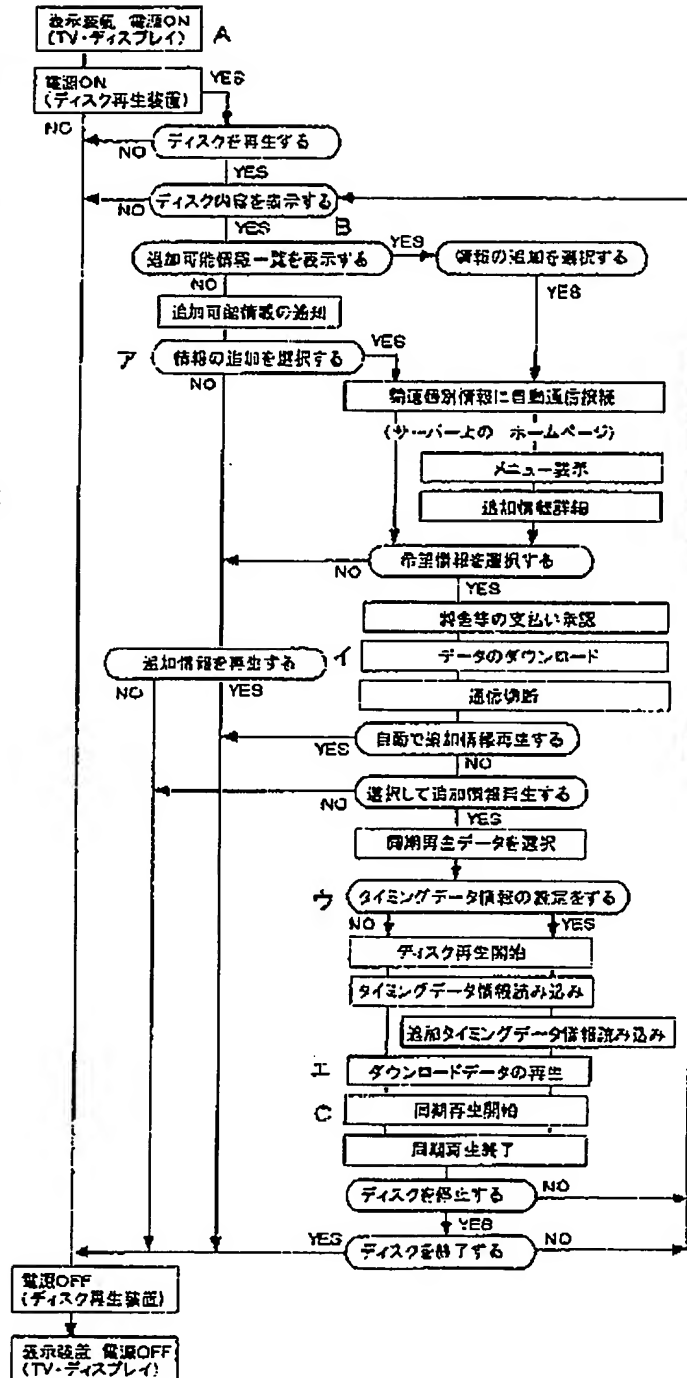 表示装置 電源ON A
(TV・ディスプレイ)
電源ON
(ディスク再生装置)
YES
NO
ディスクを再生する
NO
YES
ディスク内容を表示する
NO
YES
B
追加可能情報一覧を表示する
YES
情報の追加を選択する
NO
YES
追加可能情報の通知
ア 情報の追加を選択する
YES
NO
関連個別情報に自動通信接続
(サーバー上の ホームページ)
メニュー表示
追加情報詳細
希望情報を選択する
NO
YES
料金等の支払い承認
追加情報を再生する
イ データのダウンロード
NO
YES
通信切断
自動で追加情報再生する
YES
NO
選択して追加情報再生する
NO
YES
同期再生データを選択
ウ タイミングデータ情報の設定をする
NO
YES
ディスク再生開始
タイミングデータ情報読み込み
追加タイミングデータ情報読み込み
エ ダウンロードデータの再生
C 同期再生開始
同期再生終了
ディスクを停止する
NO
YES
ディスクを終了する
YES
NO
電源OFF
(ディスク再生装置)
表示装置 電源OFF
(TV・ディスプレイ)